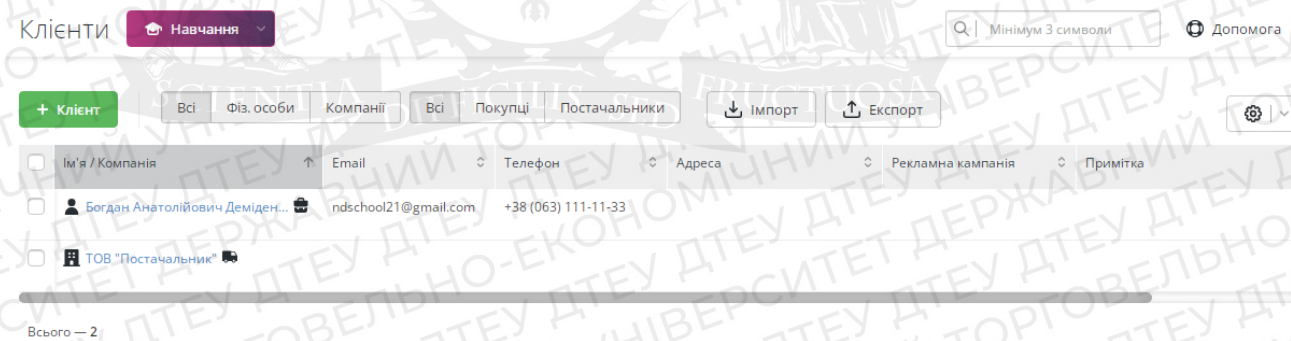 Клієнти Навчання Мінімум 3 символи Допомога
+ Клієнт Всі Фіз. особи Компанії Всі Покупці Постачальники Імпорт Експорт
Ім'я / Компанія Email Телефон Адреса Рекламна кампанія Примітка
Богдан Анатолійович Деміден... ndschool21@gmail.com +38 (063) 111-11-33
ТОВ "Постачальник"
Всього — 2